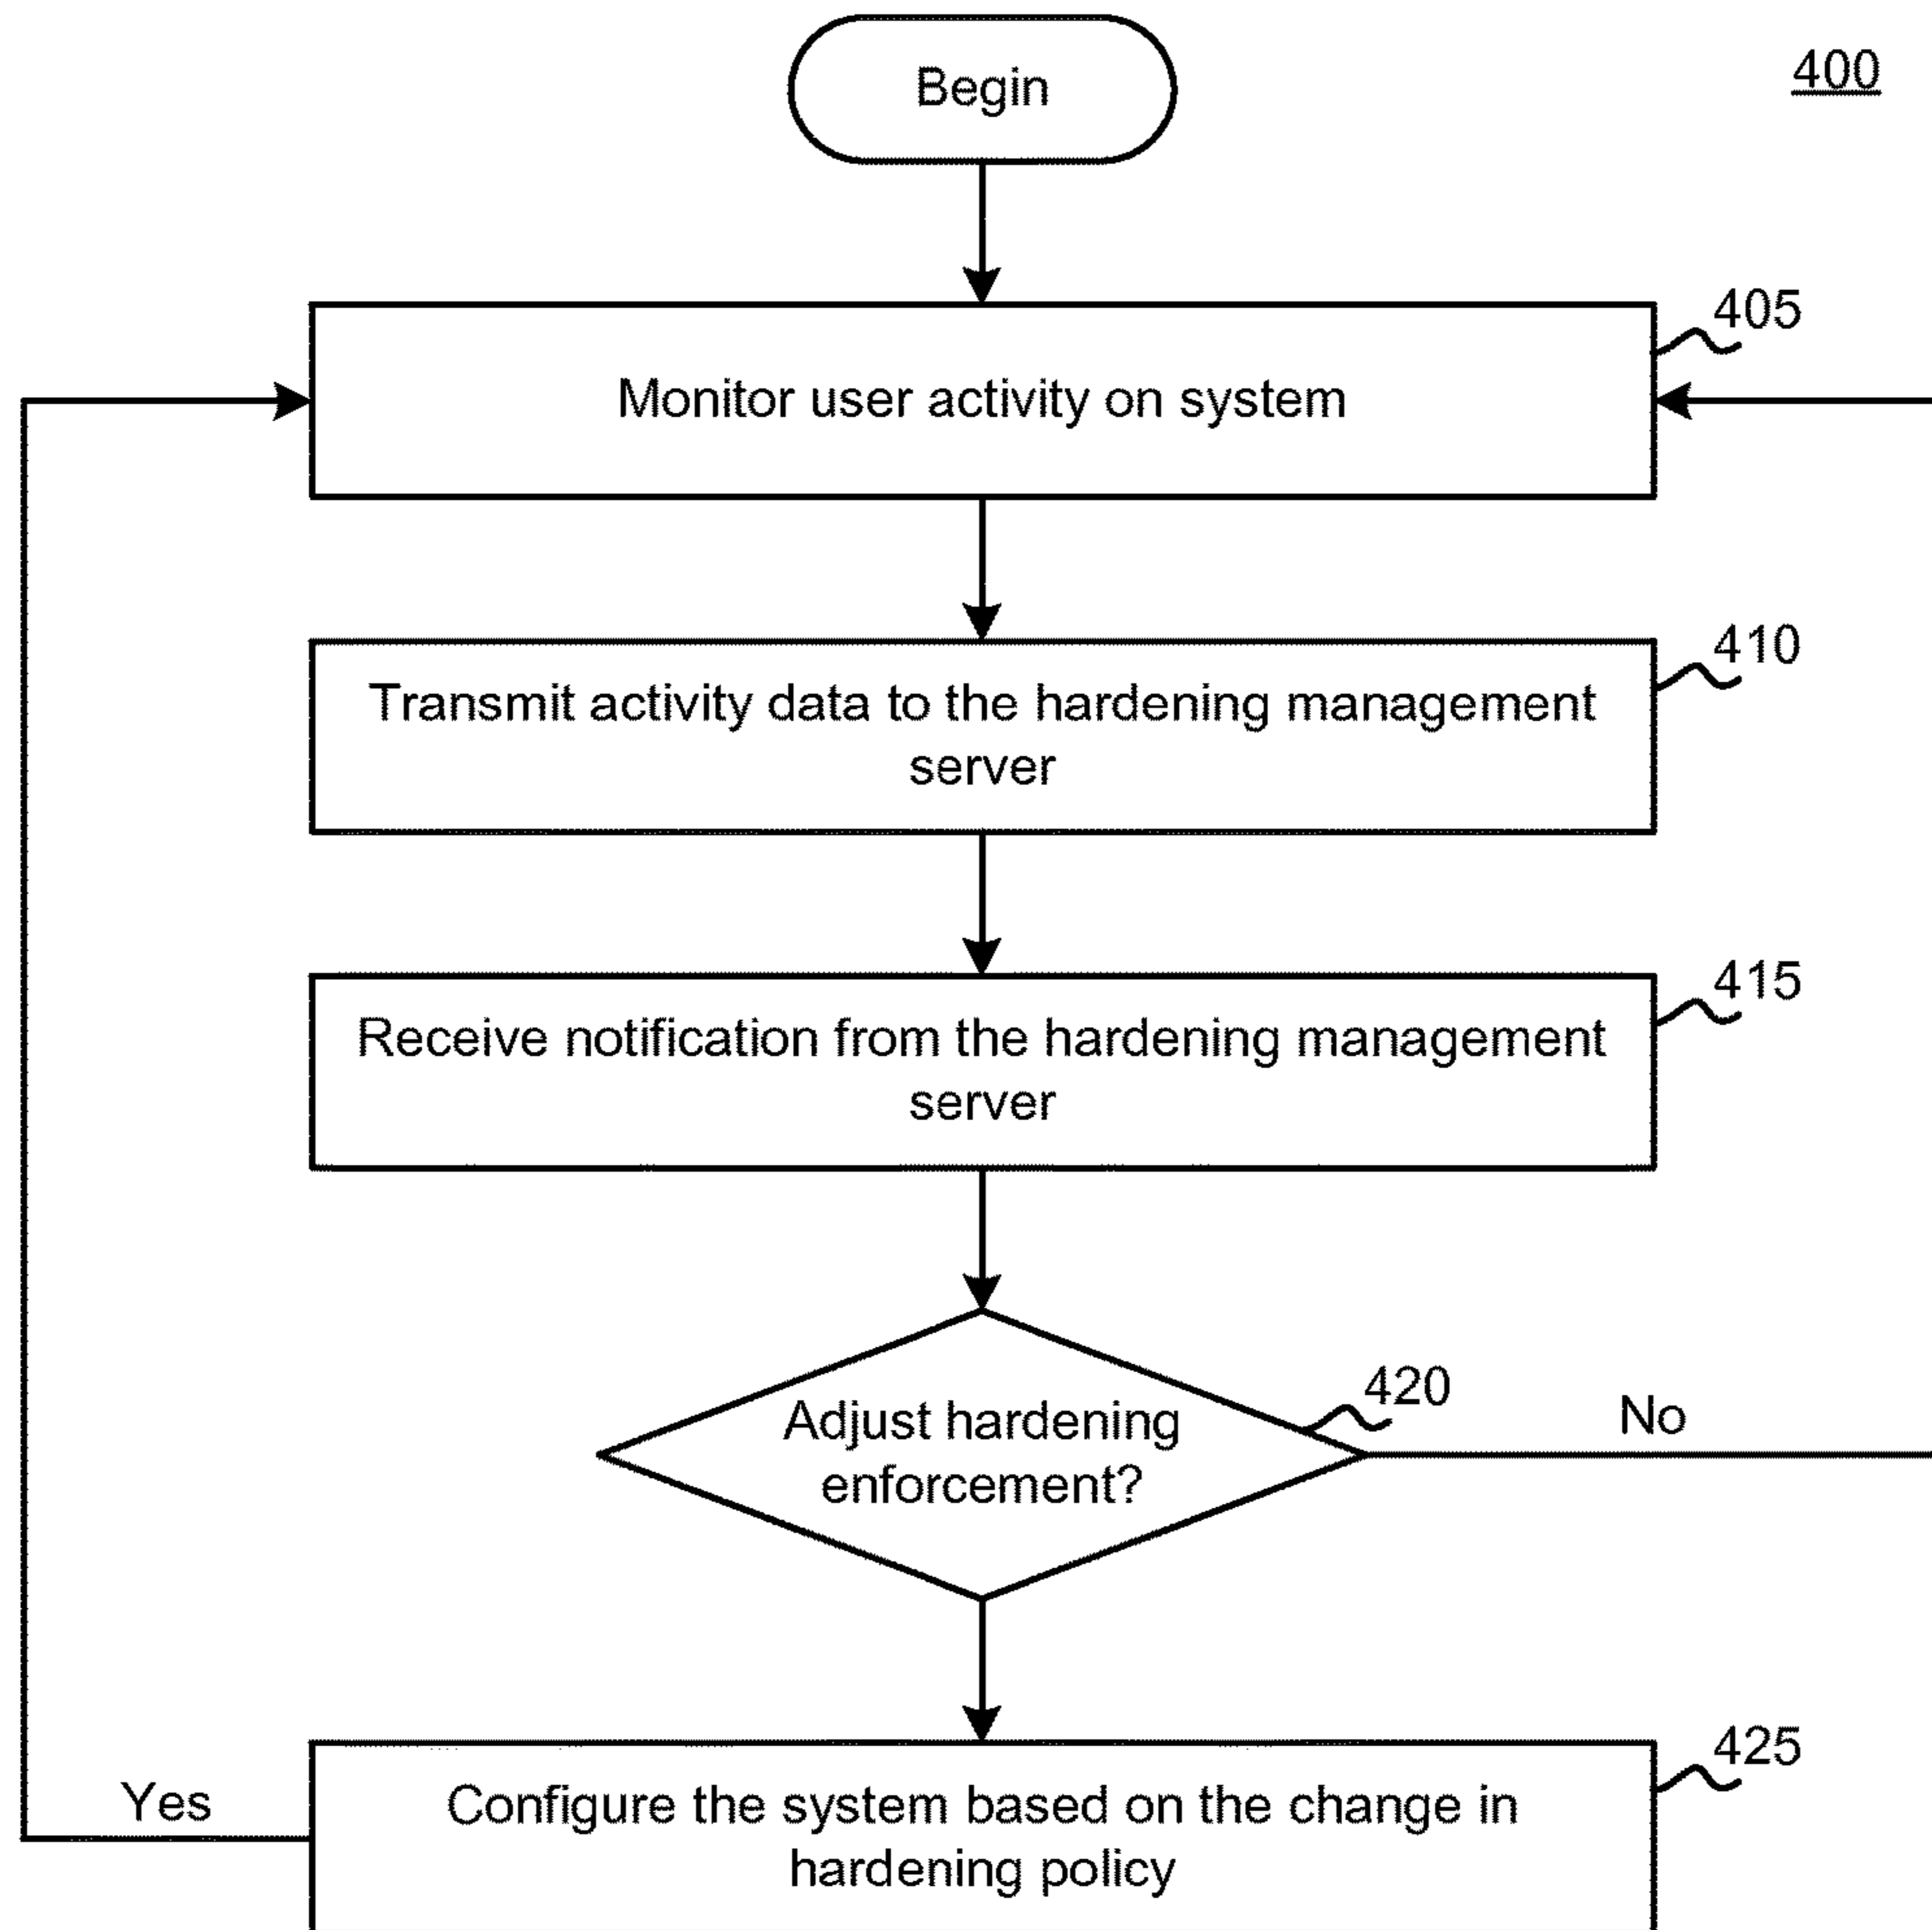 Begin
400
405
Monitor user activity on system
410
Transmit activity data to the hardening management
server
415
Receive notification from the hardening management
server
420
Adjust hardening
enforcement?
No
425
Yes
Configure the system based on the change in
hardening policy